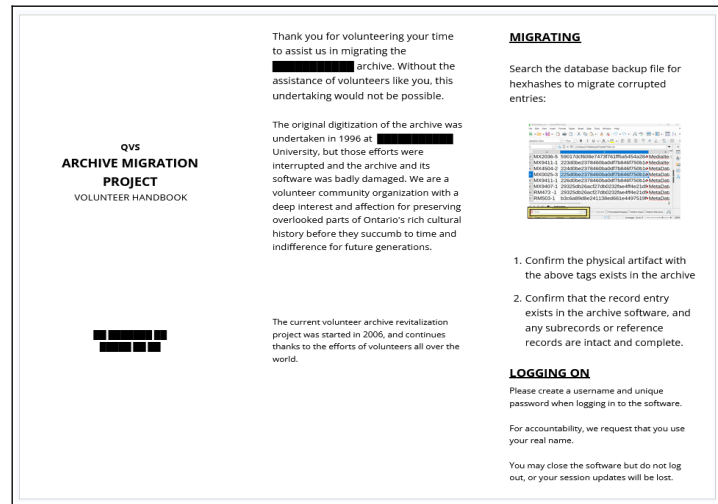 QVS
ARCHIVE MIGRATION
PROJECT
VOLUNTEER HANDBOOK
Thank you for volunteering your time
to assist us in migrating the
archive. Without the
assistance of volunteers like you, this
undertaking would not be possible.
The original digitization of the archive was
undertaken in 1996 at
University, but those efforts were
interrupted and the archive and its
software was badly damaged. We are a
volunteer community organization with a
deep interest and affection for preserving
overlooked parts of Ontario's rich cultural
history before they succumb to time and
indifference for future generations.
The current volunteer archive revitalization
project was started in 2006, and continues
thanks to the efforts of volunteers all over the
world.
MIGRATING
Search the database backup file for
hexhashes to migrate corrupted
entries:
1. Confirm the physical artifact with
the above tags exists in the archive
2. Confirm that the record entry
exists in the archive software, and
any subrecords or reference
records are intact and complete.
LOGGING ON
Please create a username and unique
password when logging in to the software.
For accountability, we request that you use
your real name.
You may close the software but do not log
out, or your session updates will be lost.